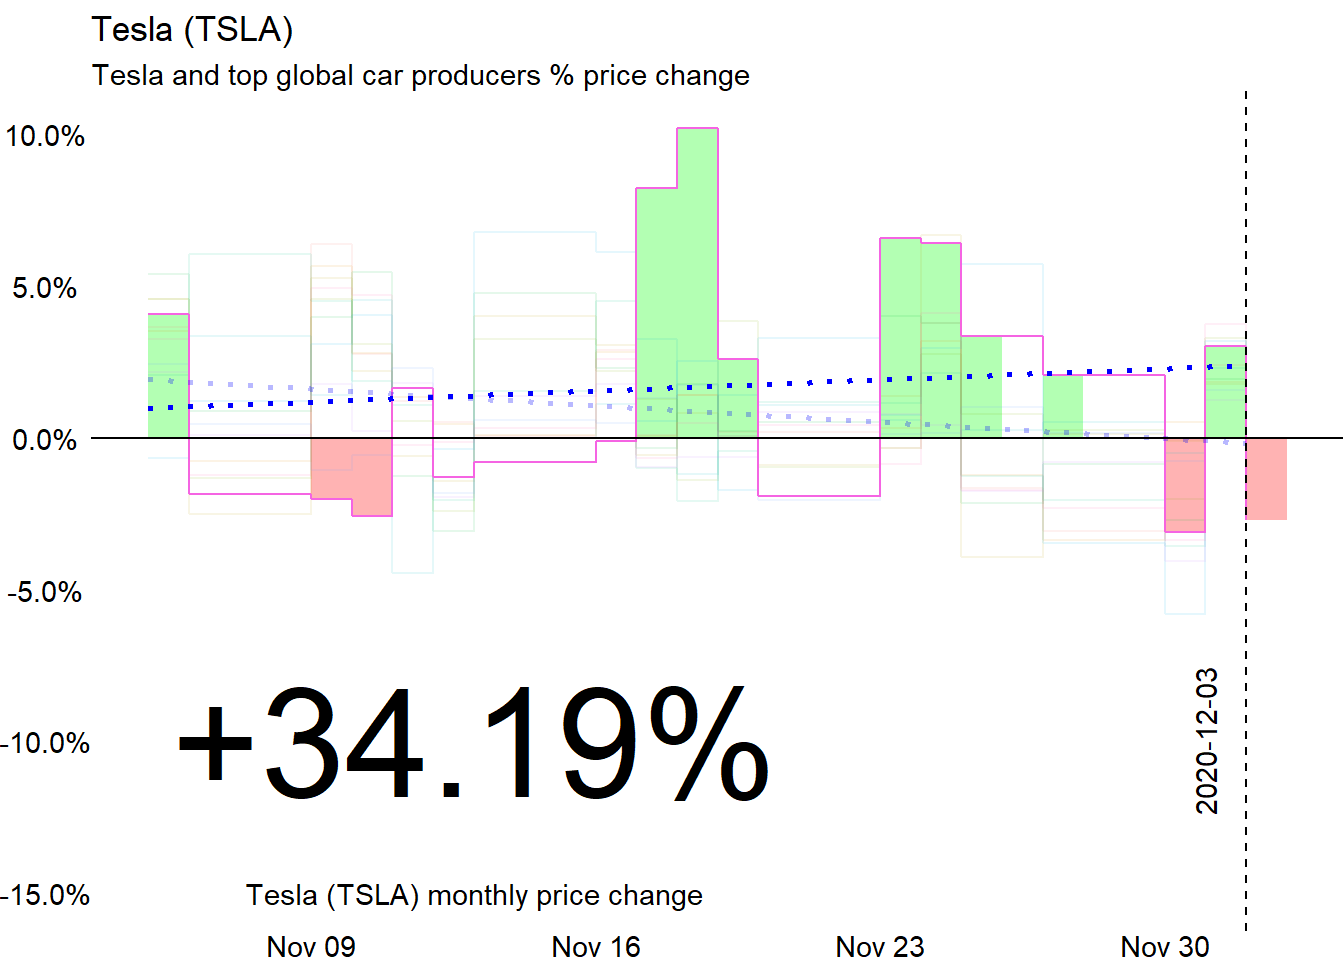 Tesla (TSLA)
Tesla and top global car producers % price change
10.0%
5.0%
0.0%
-5.0%
-10.0%
-15.0%
+34.19%
Tesla (TSLA) monthly price change
2020-12-03
Nov 09
Nov 16
Nov 23
Nov 30